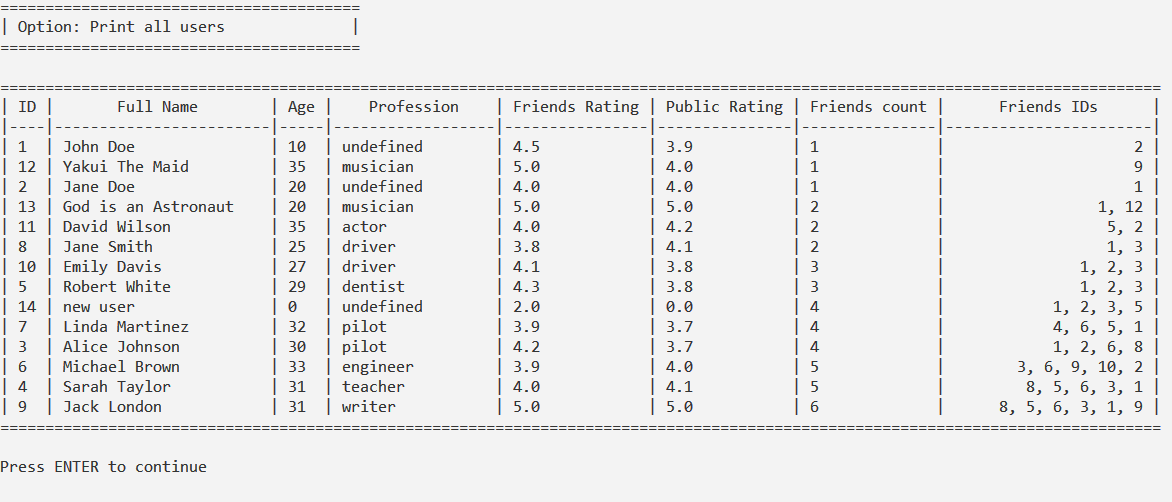 ========================================
| Option: Print all users              |
========================================
=================================================================================================================================
| ID |       Full Name        | Age |    Profession    | Friends Rating | Public Rating | Friends count |      Friends IDs      |
|----|------------------------|-----|------------------|----------------|---------------|---------------|-----------------------|
| 1  | John Doe               | 10  | undefined        | 4.5            | 3.9           | 1             |                     2 |
| 12 | Yakui The Maid         | 35  | musician         | 5.0            | 4.0           | 1             |                     9 |
| 2  | Jane Doe               | 20  | undefined        | 4.0            | 4.0           | 1             |                     1 |
| 13 | God is an Astronaut    | 20  | musician         | 5.0            | 5.0           | 2             |                 1, 12 |
| 11 | David Wilson           | 35  | actor            | 4.0            | 4.2           | 2             |                  5, 2 |
| 8  | Jane Smith             | 25  | driver           | 3.8            | 4.1           | 2             |                  1, 3 |
| 10 | Emily Davis            | 27  | driver           | 4.1            | 3.8           | 3             |               1, 2, 3 |
| 5  | Robert White           | 29  | dentist          | 4.3            | 3.8           | 3             |               1, 2, 3 |
| 14 | new user               | 0   | undefined        | 2.0            | 0.0           | 4             |            1, 2, 3, 5 |
| 7  | Linda Martinez         | 32  | pilot            | 3.9            | 3.7           | 4             |            4, 6, 5, 1 |
| 3  | Alice Johnson          | 30  | pilot            | 4.2            | 3.7           | 4             |            1, 2, 6, 8 |
| 6  | Michael Brown          | 33  | engineer         | 3.9            | 4.0           | 5             |        3, 6, 9, 10, 2 |
| 4  | Sarah Taylor           | 31  | teacher          | 4.0            | 4.1           | 5             |         8, 5, 6, 3, 1 |
| 9  | Jack London            | 31  | writer           | 5.0            | 5.0           | 6             |      8, 5, 6, 3, 1, 9 |
=================================================================================================================================
Press ENTER to continue